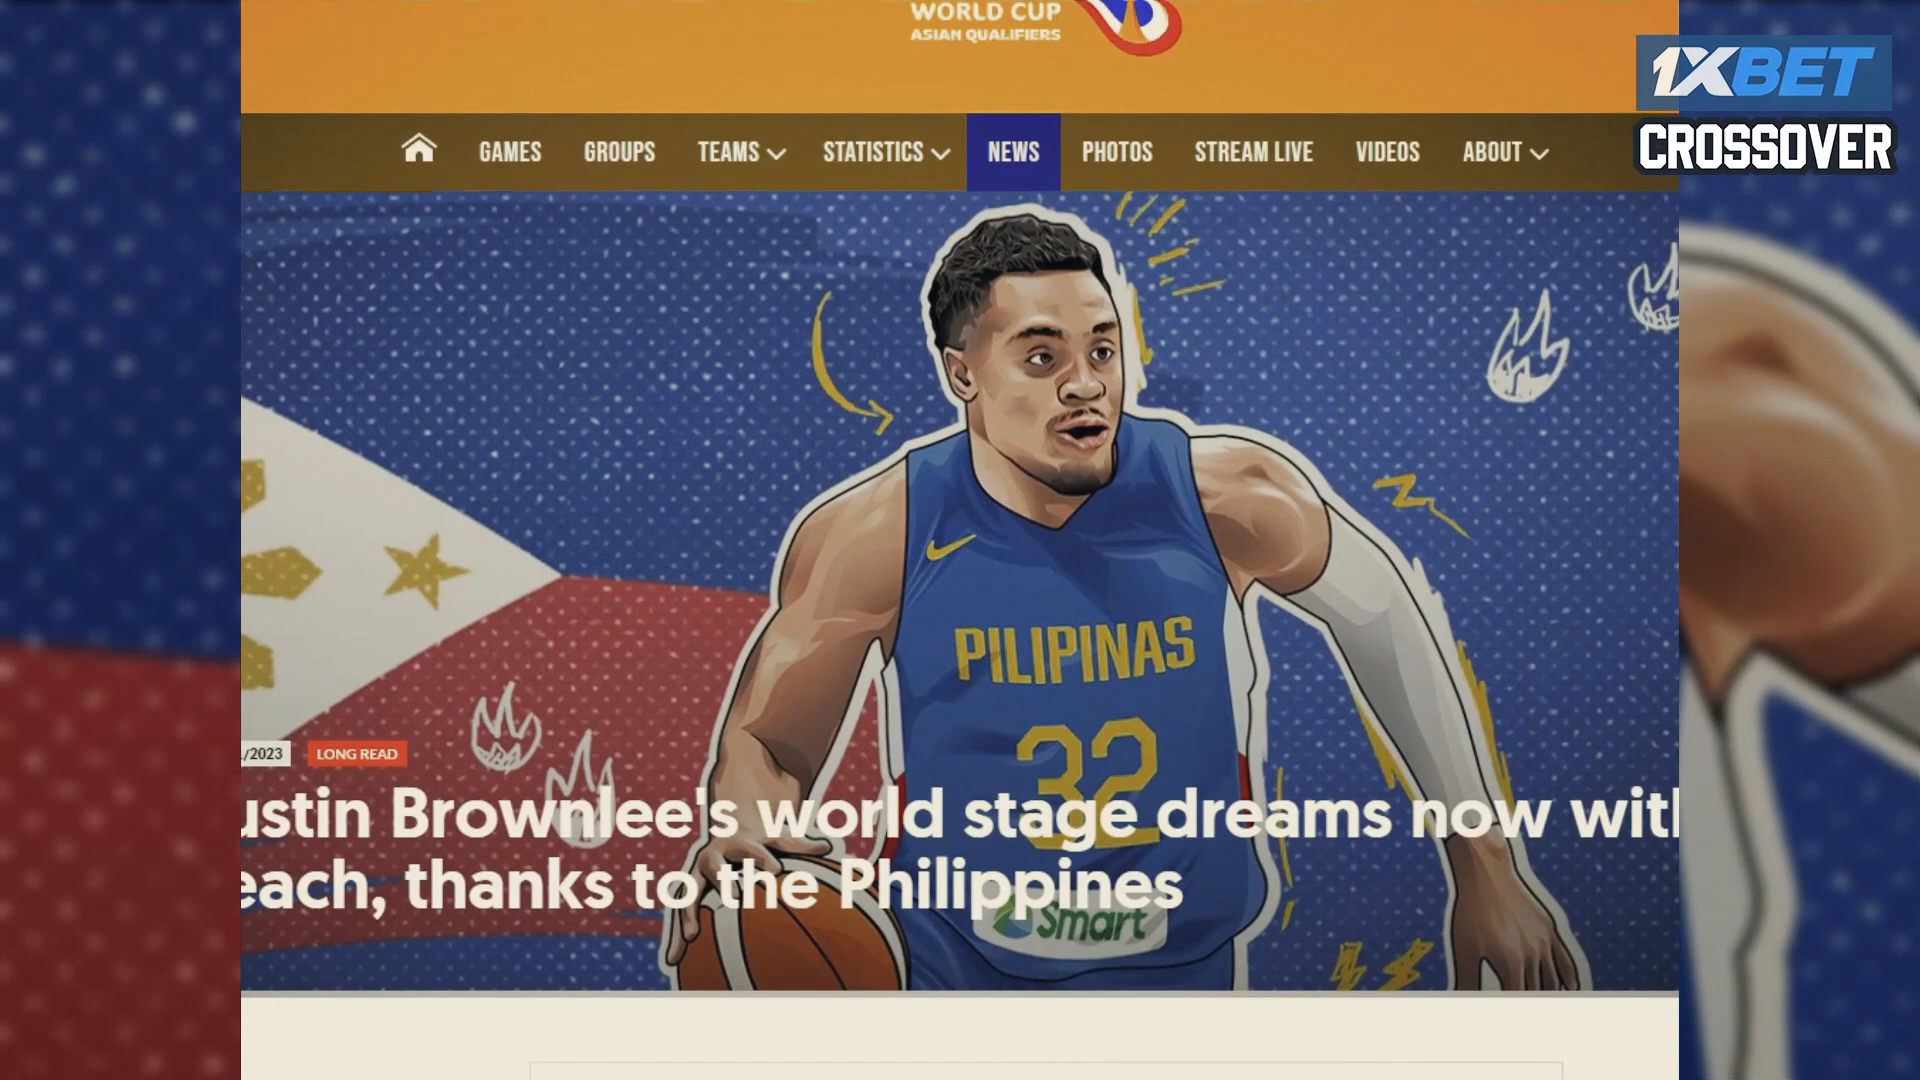 WORLD CUP
ASIAN QUALIFIERS
1XBET
CROSSOVER
GAMES GROUPS TEAMS STATISTICS NEWS PHOTOS STREAM LIVE VIDEOS ABOUT
PILIPINAS
32
/2023 LONG READ
ustin Brownlee's world stage dreams now with
each, thanks to the Philippines
Smart